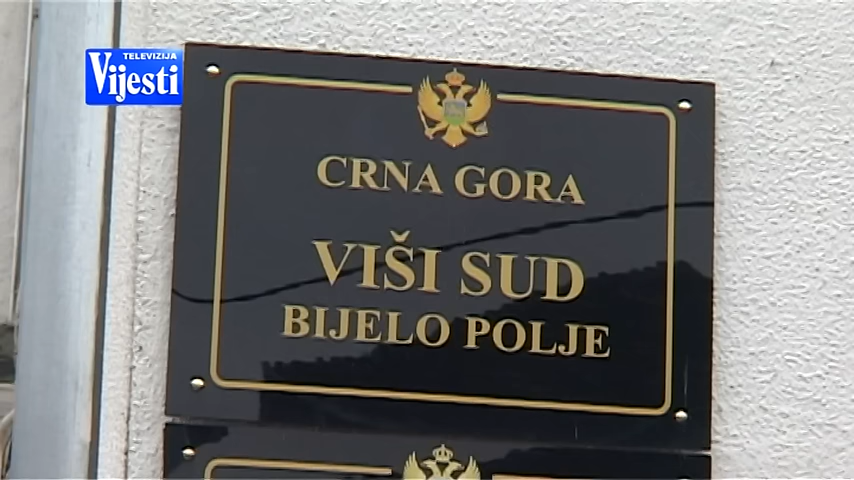 TELEVIZIJA
Vijesti
CRNA GORA
VIŠI SUD
BIJELO POLJE